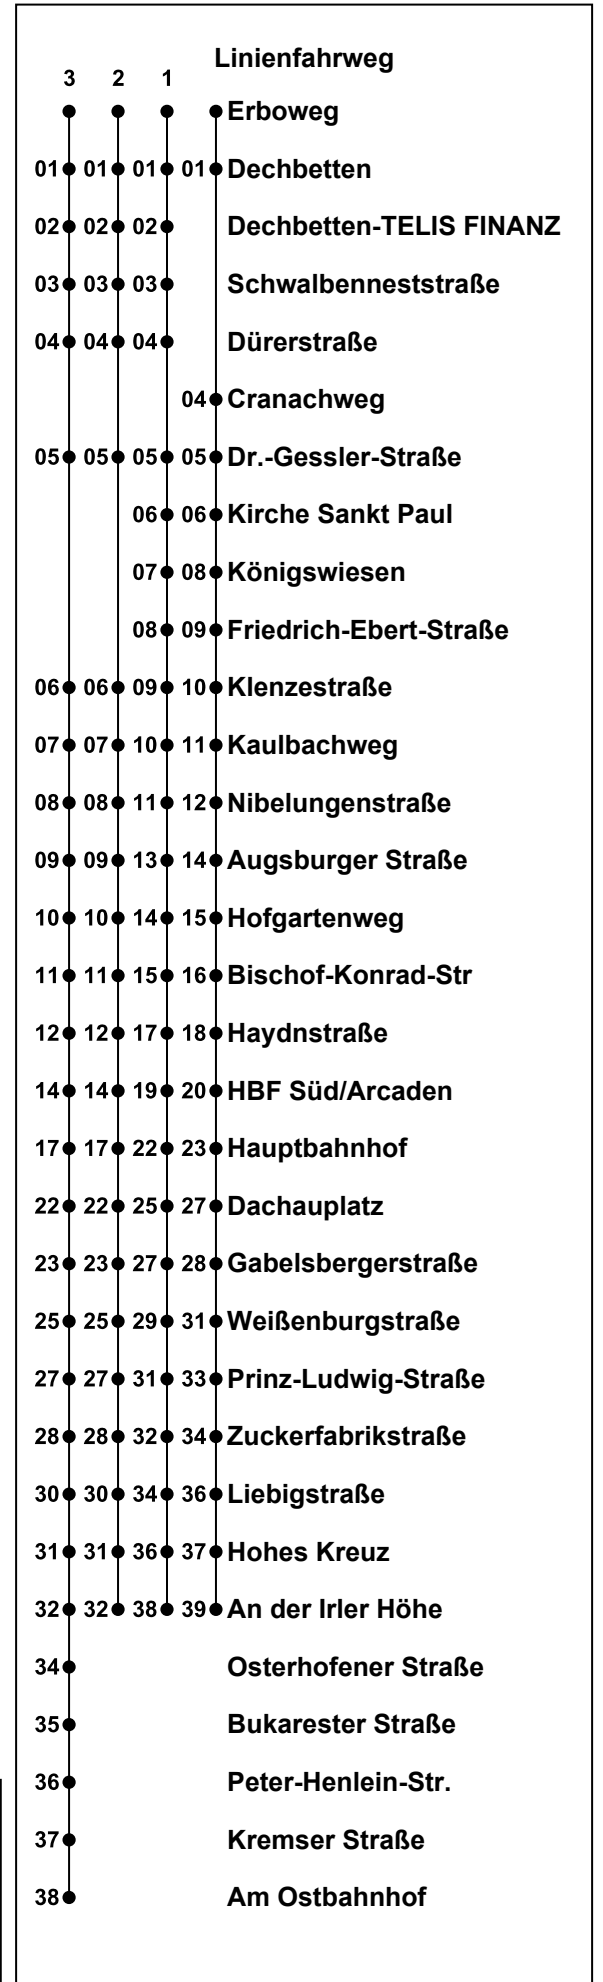 Linienfahrweg
3 2 1
Erboweg
01 01 01 01 Dechbetten
02 02 02 Dechbetten-TELIS FINANZ
03 03 03 Schwalbenneststraße
04 04 04 Dürerstraße
04 Cranachweg
05 05 05 05 Dr.-Gessler-Straße
06 06 Kirche Sankt Paul
07 08 Königswiesen
08 09 Friedrich-Ebert-Straße
06 06 09 10 Klenzestraße
07 07 10 11 Kaulbachweg
08 08 11 12 Nibelungenstraße
09 09 13 14 Augsburger Straße
10 10 14 15 Hofgartenweg
11 11 15 16 Bischof-Konrad-Str
12 12 17 18 Haydnstraße
14 14 19 20 HBF Süd/Arcaden
17 17 22 23 Hauptbahnhof
22 22 25 27 Dachauplatz
23 23 27 28 Gabelsbergerstraße
25 25 29 31 Weißenburgstraße
27 27 31 33 Prinz-Ludwig-Straße
28 28 32 34 Zuckerfabrikstraße
30 30 34 36 Liebigstraße
31 31 36 37 Hohes Kreuz
32 32 38 39 An der Irler Höhe
34 Osterhofener Straße
35 Bukarester Straße
36 Peter-Henlein-Str.
37 Kremser Straße
38 Am Ostbahnhof